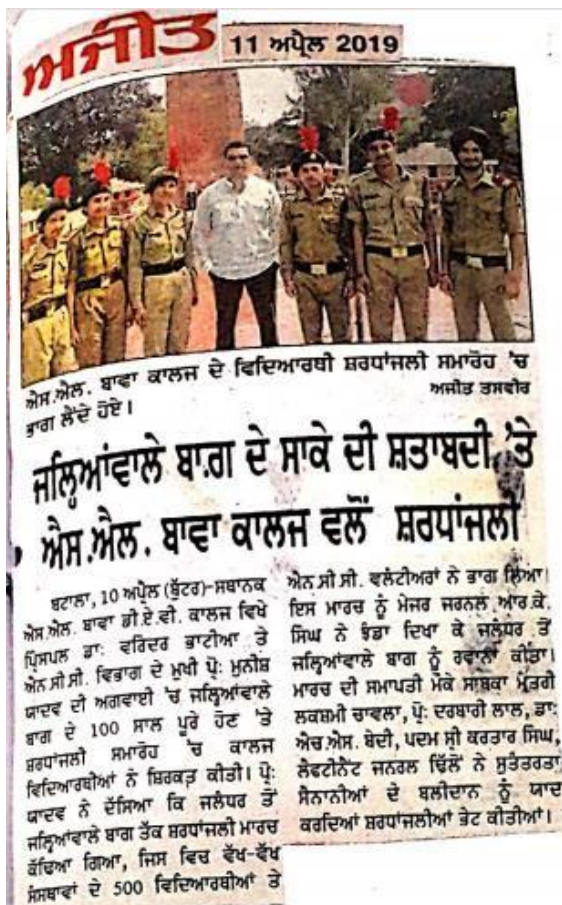 ਅਜੀਤ
11 ਅਪ੍ਰੈਲ 2019
ਐਸ.ਐਲ. ਬਾਵਾ ਕਾਲਜ ਦੇ ਵਿਦਿਆਰਥੀ ਸ਼ਰਧਾਂਜਲੀ ਸਮਾਰੋਹ 'ਚ
ਭਾਗ ਲੈਂਦੇ ਹੋਏ।
ਅਜੀਤ ਤਸਵੀਰ
ਜਲ੍ਹਿਆਂਵਾਲੇ ਬਾਗ਼ ਦੇ ਸਾਕੇ ਦੀ ਸ਼ਤਾਬਦੀ 'ਤੇ
ਐਸ.ਐਲ. ਬਾਵਾ ਕਾਲਜ ਵਲੋਂ ਸ਼ਰਧਾਂਜਲੀ
ਬਟਾਲਾ, 10 ਅਪ੍ਰੈਲ (ਬੁੱਟਰ)-ਸਥਾਨਕ
ਐਸ.ਐਲ. ਬਾਵਾ ਡੀ.ਏ.ਵੀ. ਕਾਲਜ ਵਿਖੇ
ਪ੍ਰਿੰਸੀਪਲ ਡਾ: ਵਰਿੰਦਰ ਭਾਟੀਆ ਤੇ
ਐਨ.ਸੀ.ਸੀ. ਵਿਭਾਗ ਦੇ ਮੁਖੀ ਪ੍ਰੋ: ਮੁਨੀਸ਼
ਯਾਦਵ ਦੀ ਅਗਵਾਈ 'ਚ ਜਲ੍ਹਿਆਂਵਾਲੇ
ਬਾਗ ਦੇ 100 ਸਾਲ ਪੂਰੇ ਹੋਣ 'ਤੇ
ਸ਼ਰਧਾਂਜਲੀ ਸਮਾਰੋਹ 'ਚ ਕਾਲਜ
ਵਿਦਿਆਰਥੀਆਂ ਨੇ ਸ਼ਿਰਕਤ ਕੀਤੀ। ਪ੍ਰੋ:
ਯਾਦਵ ਨੇ ਦੱਸਿਆ ਕਿ ਜਲੰਧਰ ਤੋਂ
ਜਲ੍ਹਿਆਂਵਾਲੇ ਬਾਗ ਤੱਕ ਸ਼ਰਧਾਂਜਲੀ ਮਾਰਚ
ਕੱਢਿਆ ਗਿਆ, ਜਿਸ ਵਿਚ ਵੱਖ-ਵੱਖ
ਸੰਸਥਾਵਾਂ ਦੇ 500 ਵਿਦਿਆਰਥੀਆਂ ਤੇ
ਐਨ.ਸੀ.ਸੀ. ਵਲੰਟੀਅਰਾਂ ਨੇ ਭਾਗ ਲਿਆ।
ਇਸ ਮਾਰਚ ਨੂੰ ਮੇਜਰ ਜਰਨਲ ਆਰ.ਕੇ.
ਸਿੰਘ ਨੇ ਝੰਡਾ ਦਿਖਾ ਕੇ ਜਲੰਧਰ ਤੋਂ
ਜਲ੍ਹਿਆਂਵਾਲੇ ਬਾਗ ਨੂੰ ਰਵਾਨਾ ਕੀਤਾ।
ਮਾਰਚ ਦੀ ਸਮਾਪਤੀ ਮੌਕੇ ਸਾਬਕਾ ਮੰਤਰੀ
ਲਕਸ਼ਮੀ ਚਾਵਲਾ, ਪ੍ਰੋ: ਦਰਬਾਰੀ ਲਾਲ, ਡਾ:
ਐਚ.ਐਸ. ਬੇਦੀ, ਪਦਮ ਸ੍ਰੀ ਕਰਤਾਰ ਸਿੰਘ,
ਲੈਫਟੀਨੈਂਟ ਜਨਰਲ ਢਿੱਲੋਂ ਨੇ ਸੁਤੰਤਰਤਾ
ਸੈਨਾਨੀਆਂ ਦੇ ਬਲੀਦਾਨ ਨੂੰ ਯਾਦ
ਕਰਦਿਆਂ ਸ਼ਰਧਾਂਜਲੀਆਂ ਭੇਟ ਕੀਤੀਆਂ।